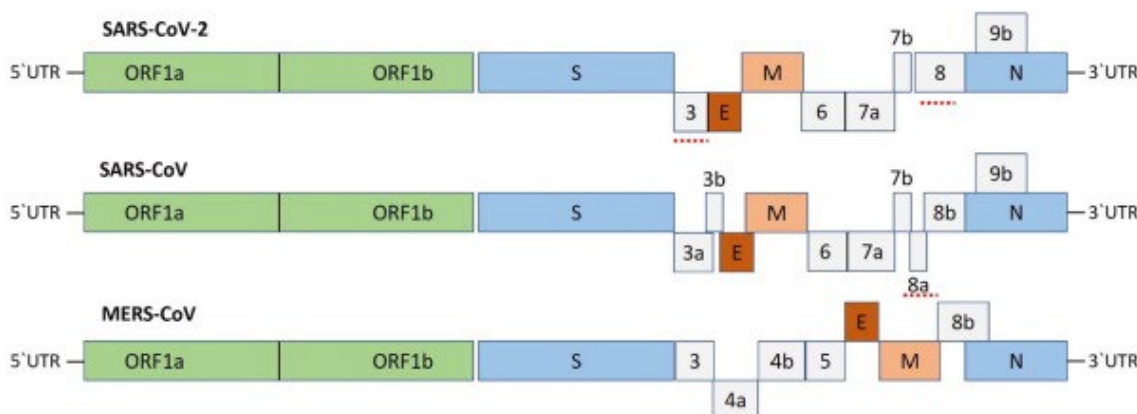 SARS-CoV-2
7b
9b
5`UTR ORF1a ORF1b S M 8 N 3`UTR
3 E 6 7a
SARS-CoV
3b 7b 9b
5`UTR ORF1a ORF1b S M 8b N 3`UTR
3a E 6 7a
8a
MERS-CoV
E 8b
5`UTR ORF1a ORF1b S 3 4b 5 M N 3`UTR
4a